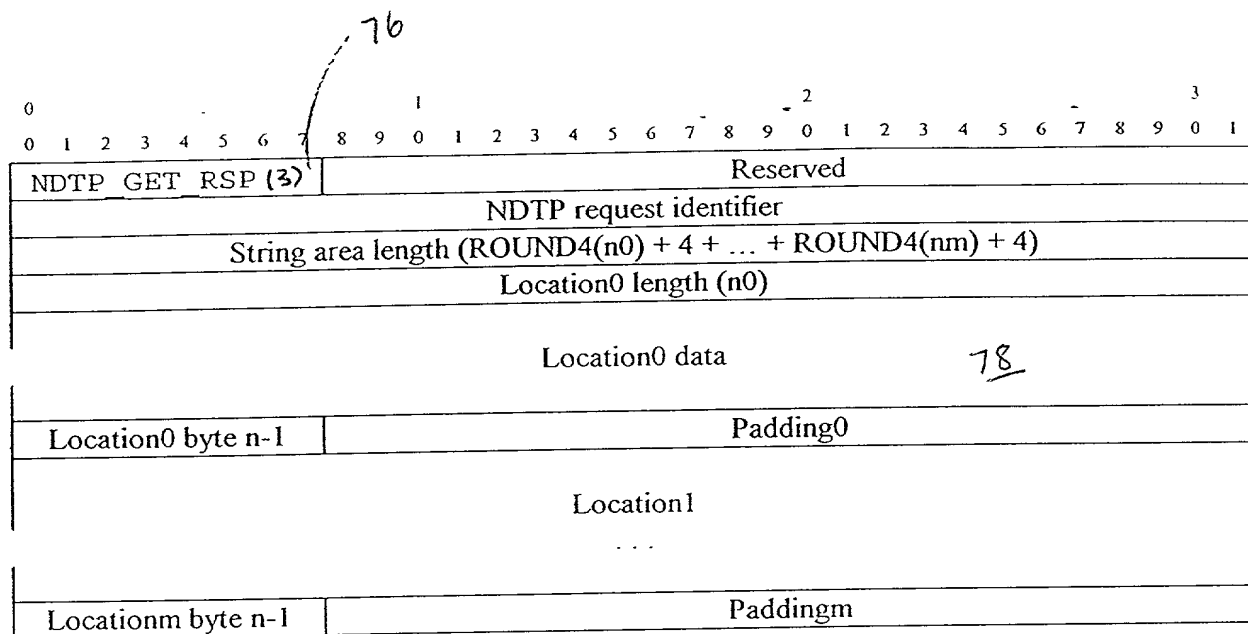 76
0 1 2 3
0 1 2 3 4 5 6 7 8 9 0 1 2 3 4 5 6 7 8 9 0 1 2 3 4 5 6 7 8 9 0 1
NDTP_GET_RSP (3) Reserved
NDTP request identifier
String area length (ROUND4(n0) + 4 + ... + ROUND4(nm) + 4)
Location0 length (n0)
Location0 data 78
Location0 byte n-1 Padding0
Location1
. . .
Locationm byte n-1 Paddingm